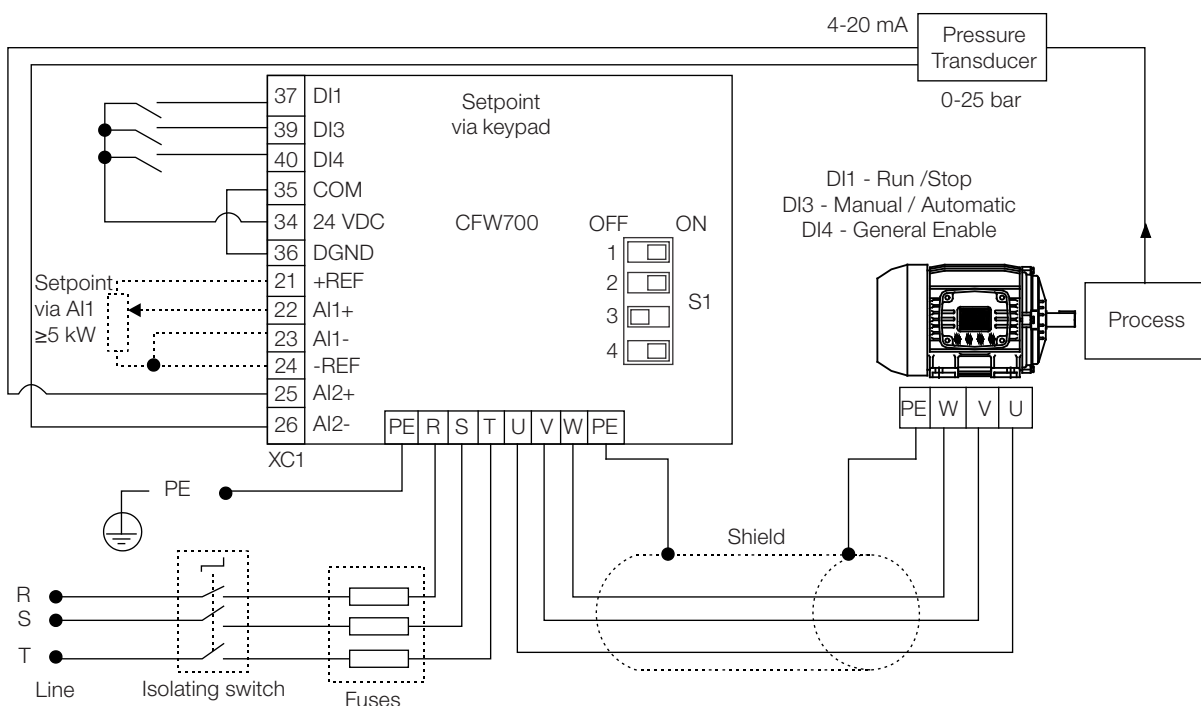 4-20 mA
Pressure
Transducer
0-25 bar
37 DI1
39 DI3
40 DI4
35 COM
34 24 VDC
36 DGND
21 +REF
22 AI1+
23 AI1-
24 -REF
25 AI2+
26 AI2-
XC1
Setpoint
via keypad
CFW700
OFF ON
1
2
3
4
S1
Setpoint
via AI1
≥5 kW
DI1 - Run /Stop
DI3 - Manual / Automatic
DI4 - General Enable
Process
PE R S T U V W PE
PE W V U
PE
Shield
R
S
T
Line
Isolating switch
Fuses